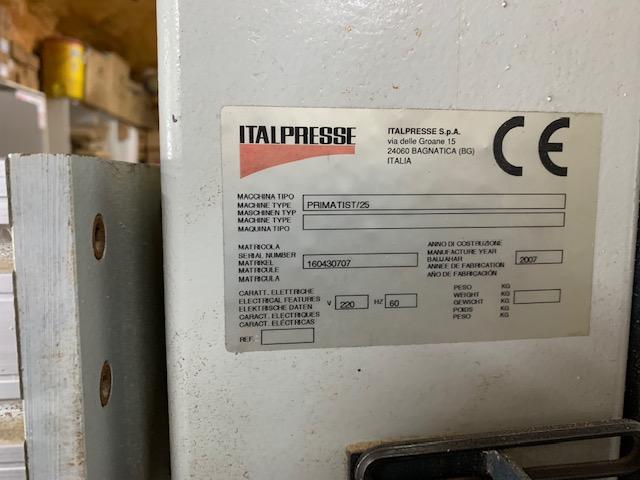 ITALPRESSE
ITALPRESSE S.p.A.
via delle Groane 15
24060 BAGNATICA (BG)
ITALIA
CE
MACCHINA TIPO
MACHINE TYPE
MASCHINEN TYP
MACHINE TYPE
MAQUINA TIPO
PRIMATIST/25
MATRICOLA
SERIAL NUMBER
MATRIKEL
MATRICULE
MATRICULA
160430707
ANNO DI COSTRUZIONE
MANUFACTURE YEAR
BAUJAHAR
ANNEE DE FABRICATION
AÑO DE FABRICACIÓN
2007
CARATT. ELETTRICHE
ELECTRICAL FEATURES
ELEKTRISCHE DATEN
CARACT. ELECTRIQUES
CARACT. ELÉCTRICAS
V 220 HZ 60
PESO KG
WEIGHT KG
GEWICHT KG
POIDS KG
PESO KG
REF.